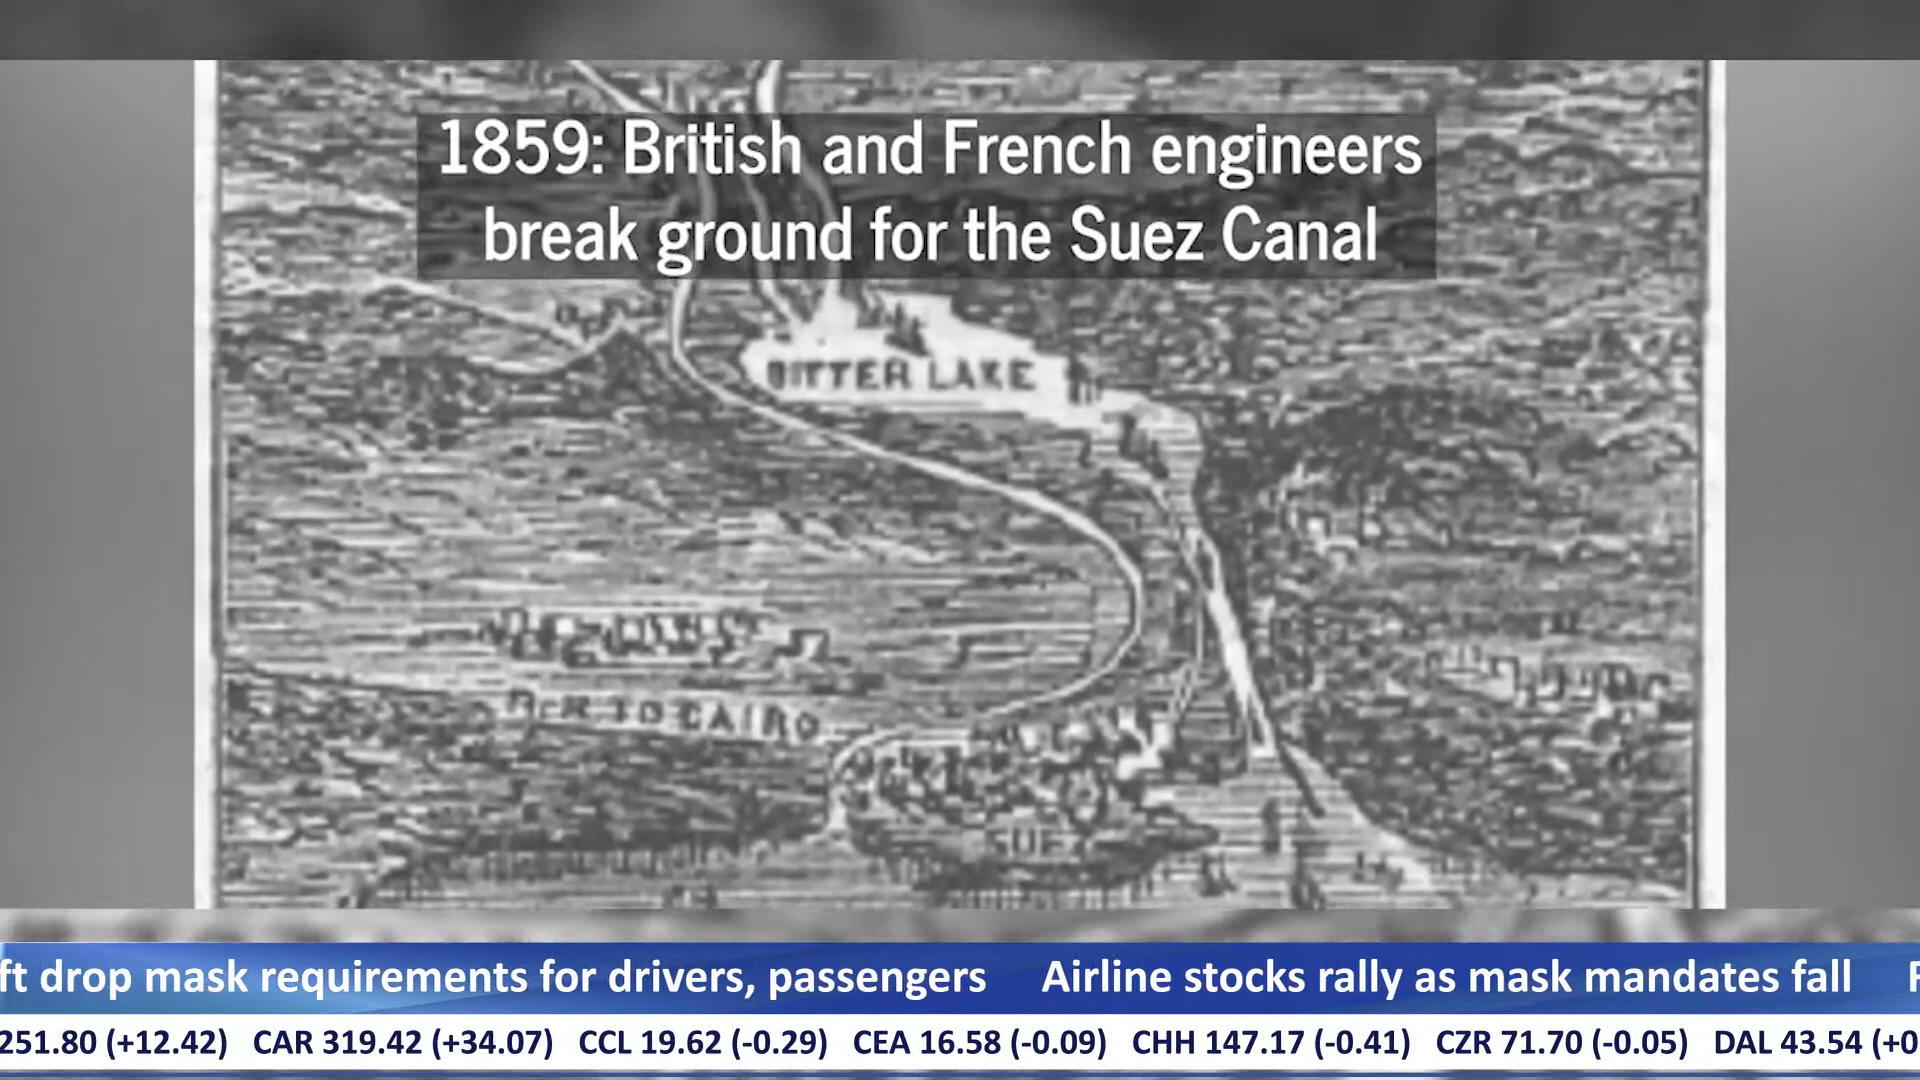 1859: British and French engineers
break ground for the Suez Canal
BITTER LAKE
TO CAIRO
SUEZ
ft drop mask requirements for drivers, passengers Airline stocks rally as mask mandates fall F
251.80 (+12.42) CAR 319.42 (+34.07) CCL 19.62 (-0.29) CEA 16.58 (-0.09) CHH 147.17 (-0.41) CZR 71.70 (-0.05) DAL 43.54 (+0